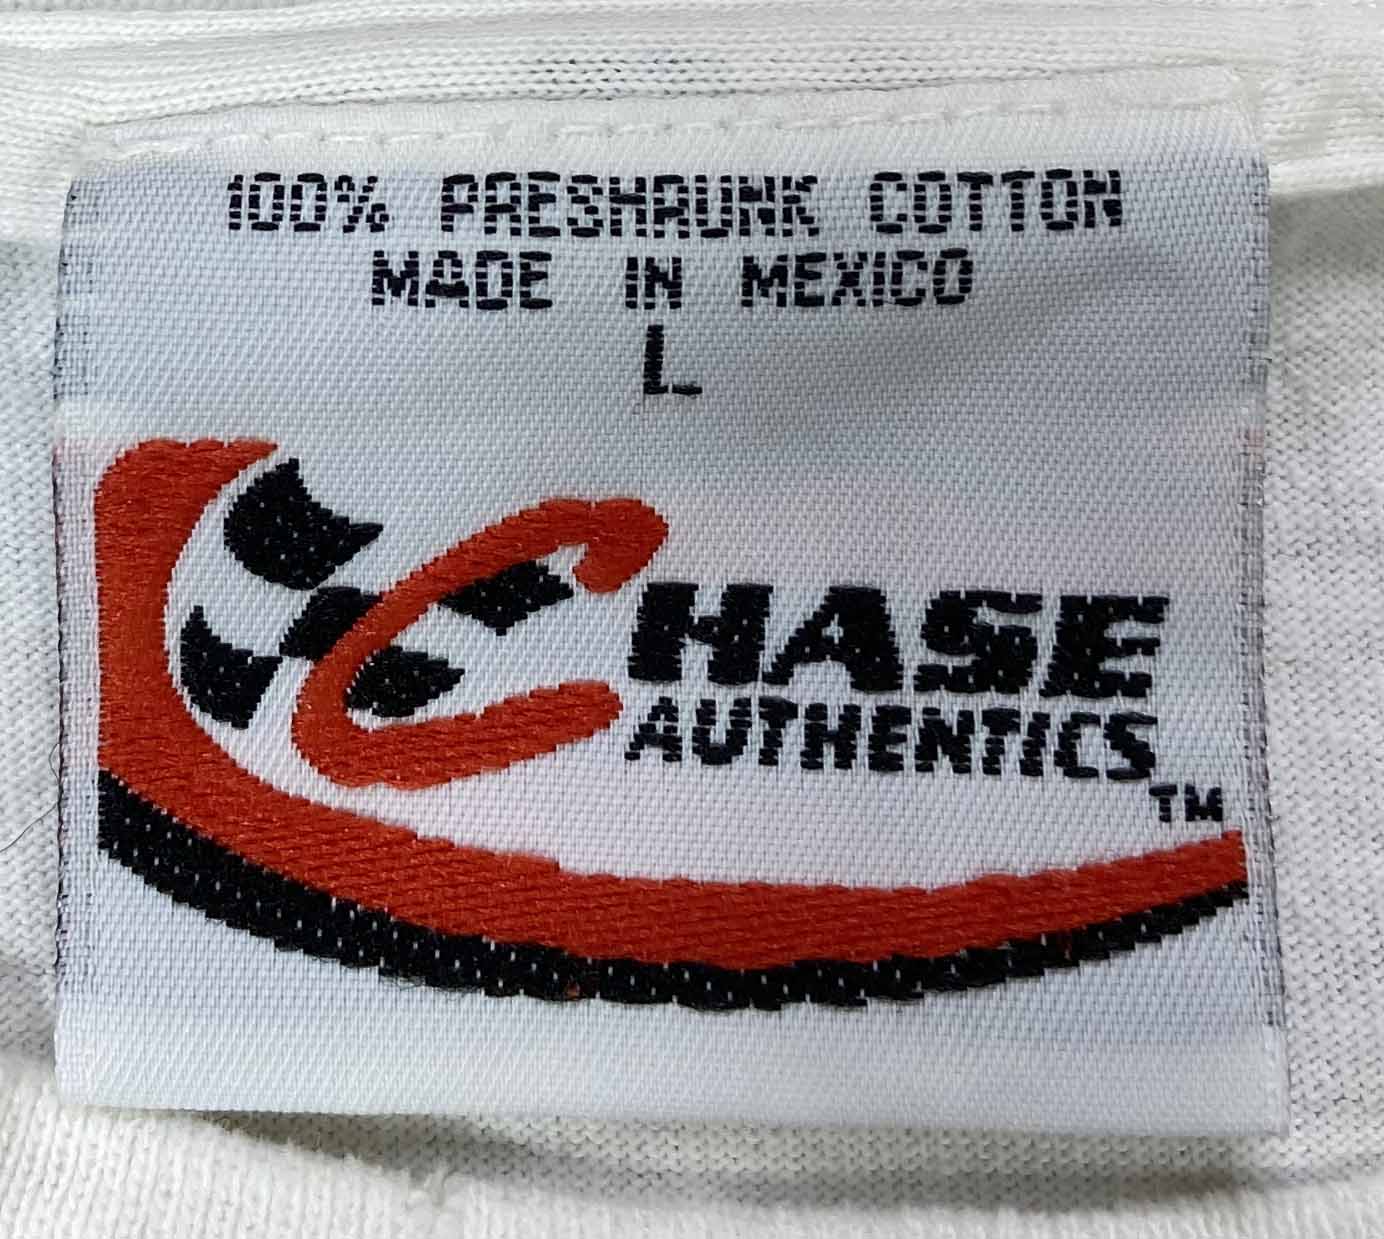 100% PRESHRUNK COTTON
MADE IN MEXICO
L
CHASE
AUTHENTICS
TM